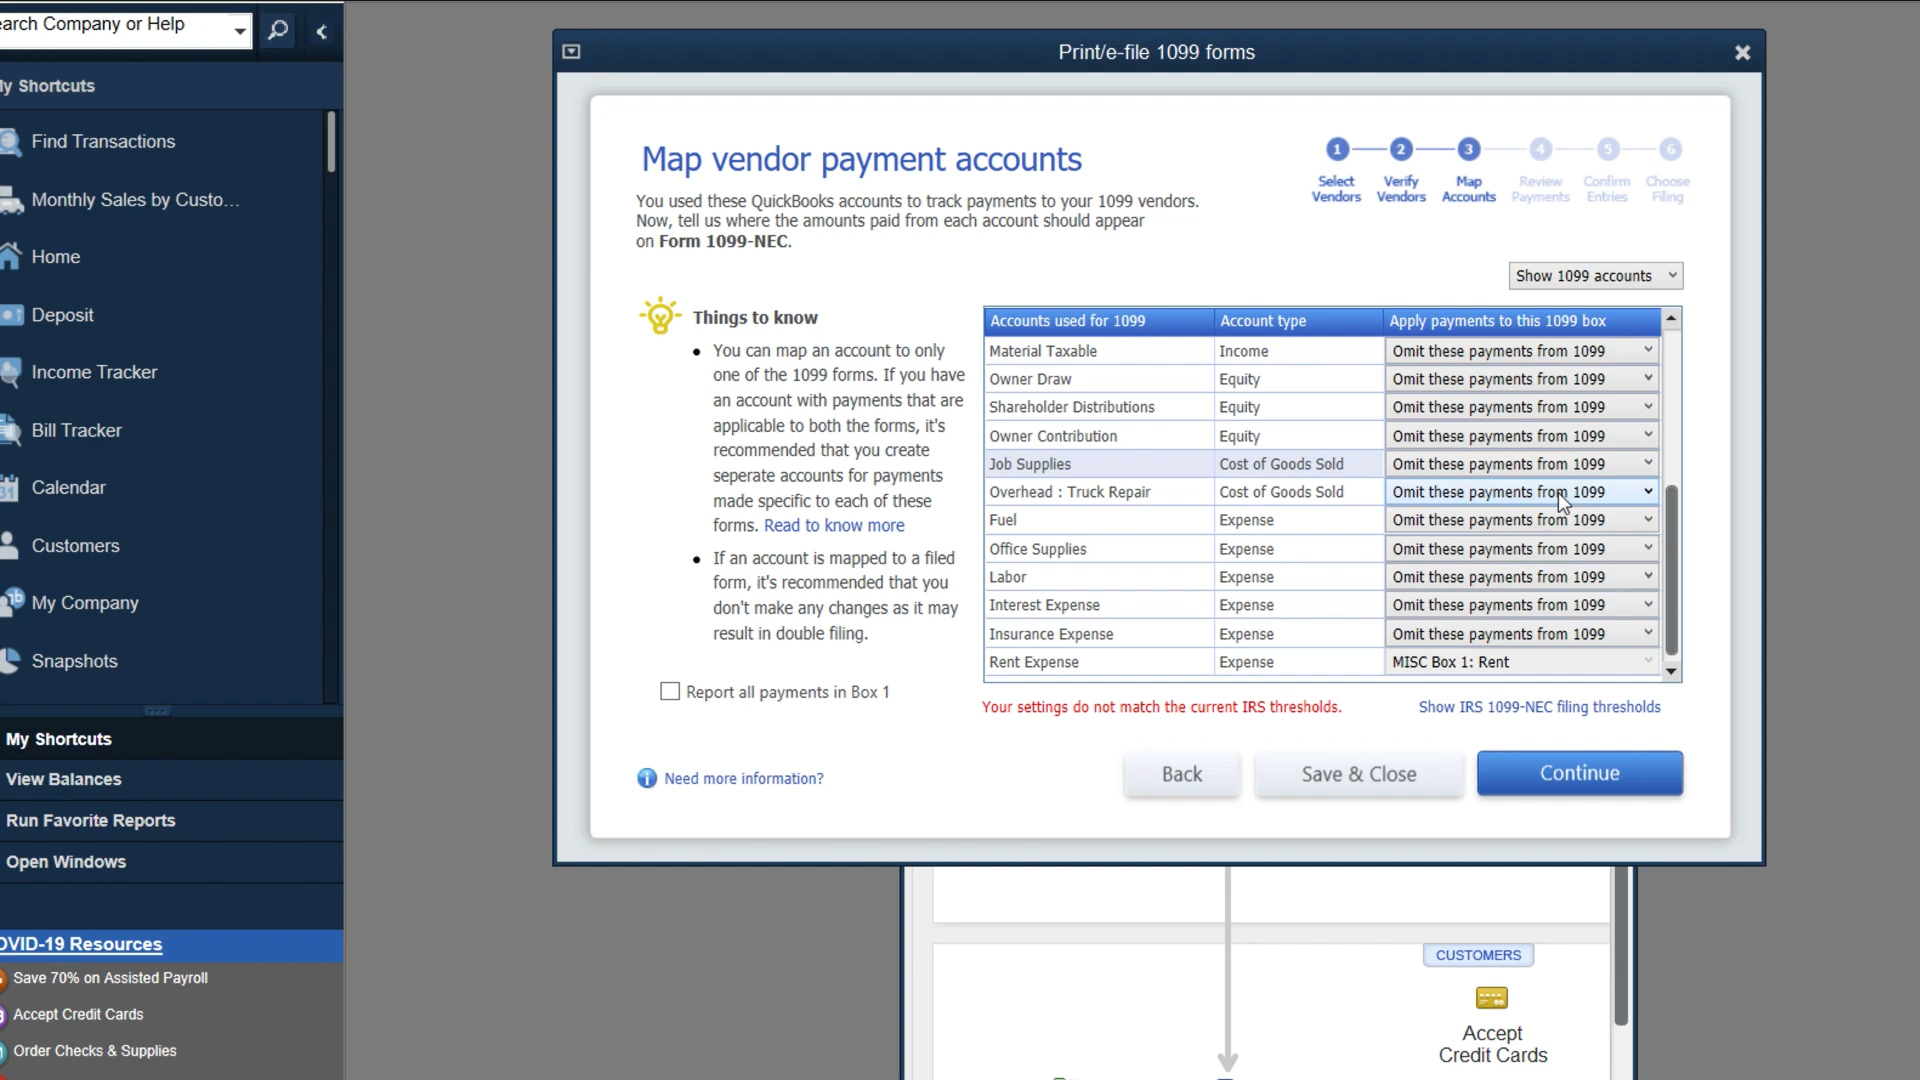 earch Company or Help
My Shortcuts
Find Transactions
Monthly Sales by Custo...
Home
Deposit
Income Tracker
Bill Tracker
31
Calendar
Customers
My Company
Snapshots
My Shortcuts
View Balances
Run Favorite Reports
Open Windows
OVID-19 Resources
Save 70% on Assisted Payroll
Accept Credit Cards
Order Checks & Supplies
Print/e-file 1099 forms
Map vendor payment accounts
You used these QuickBooks accounts to track payments to your 1099 vendors.
Now, tell us where the amounts paid from each account should appear
on Form 1099-NEC.
1 2 3 4 5 6
Select Verify Map Review Confirm Choose
Vendors Vendors Accounts Payments Entries Filing
Show 1099 accounts
Things to know
• You can map an account to only
one of the 1099 forms. If you have
an account with payments that are
applicable to both the forms, it's
recommended that you create
seperate accounts for payments
made specific to each of these
forms. Read to know more
• If an account is mapped to a filed
form, it's recommended that you
don't make any changes as it may
result in double filing.
Report all payments in Box 1
Need more information?
Accounts used for 1099 Account type Apply payments to this 1099 box
Material Taxable Income Omit these payments from 1099
Owner Draw Equity Omit these payments from 1099
Shareholder Distributions Equity Omit these payments from 1099
Owner Contribution Equity Omit these payments from 1099
Job Supplies Cost of Goods Sold Omit these payments from 1099
Overhead : Truck Repair Cost of Goods Sold Omit these payments from 1099
Fuel Expense Omit these payments from 1099
Office Supplies Expense Omit these payments from 1099
Labor Expense Omit these payments from 1099
Interest Expense Expense Omit these payments from 1099
Insurance Expense Expense Omit these payments from 1099
Rent Expense Expense MISC Box 1: Rent
Your settings do not match the current IRS thresholds. Show IRS 1099-NEC filing thresholds
Back Save & Close Continue
CUSTOMERS
Accept
Credit Cards